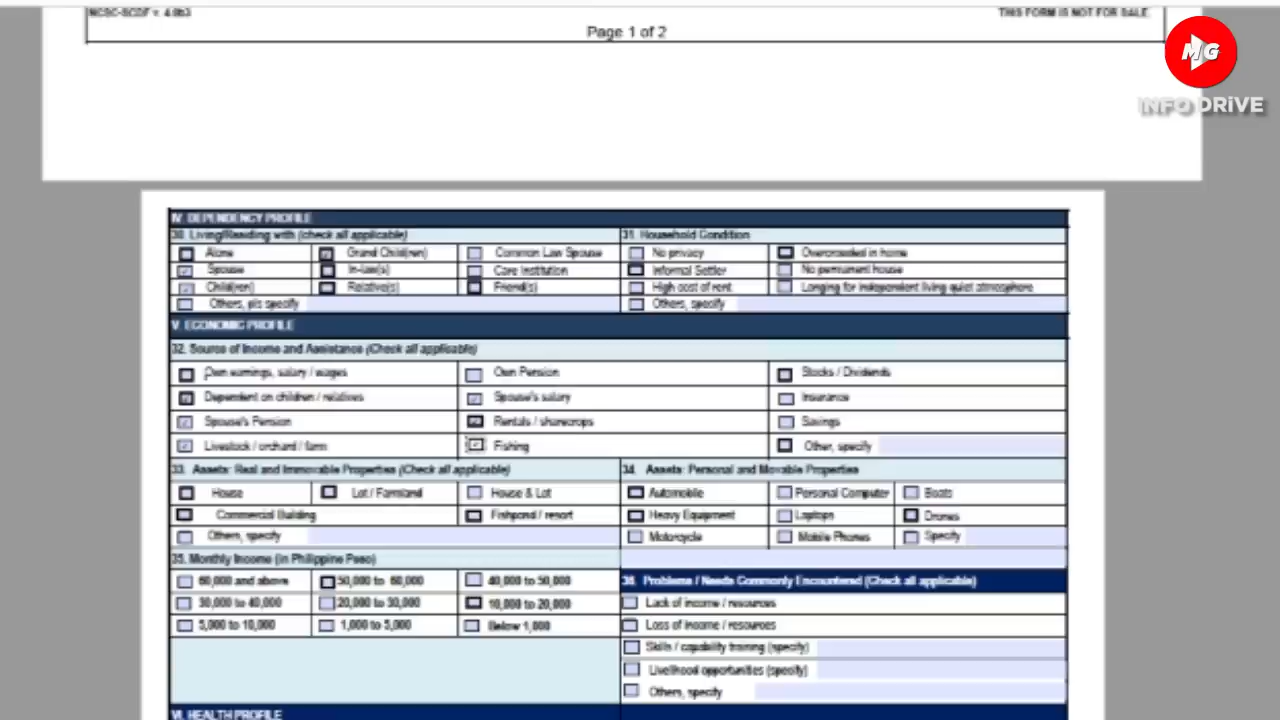 NCSC-SCDF v. 4.0b3 THIS FORM IS NOT FOR SALE
Page 1 of 2
MG
INFO DRiVE
IV. DEPENDENCY PROFILE
30. Living/Residing with (check all applicable) 31. Household Condition
Alone Grand Child(ren) Common Law Spouse No privacy Overcrowded in home
Spouse In-law(s) Care Institution Informal Settler No permanent house
Child(ren) Relative(s) Friend(s) High cost of rent Longing for independent living quiet atmosphere
Others, pls specify Others, specify
V. ECONOMIC PROFILE
32. Source of Income and Assistance (Check all applicable)
Own earnings, salary / wages Own Pension Stocks / Dividends
Dependent on children / relatives Spouse's salary Insurance
Spouse's Pension Rentals / sharecrops Savings
Livestock / orchard / farm Fishing Other, specify
33. Assets: Real and Immovable Properties (Check all applicable) 34. Assets: Personal and Movable Properties
House Lot / Farmland House & Lot Automobile Personal Computer Boats
Commercial Building Fishpond / resort Heavy Equipment Laptops Drones
Others, specify Motorcycle Mobile Phones Specify
35. Monthly Income (in Philippine Peso)
60,000 and above 50,000 to 60,000 40,000 to 50,000 36. Problems / Needs Commonly Encountered (Check all applicable)
30,000 to 40,000 20,000 to 30,000 10,000 to 20,000 Lack of income / resources
5,000 to 10,000 1,000 to 5,000 Below 1,000 Loss of income / resources
Skills / capability training (specify)
Livelihood opportunities (specify)
Others, specify
VI. HEALTH PROFILE